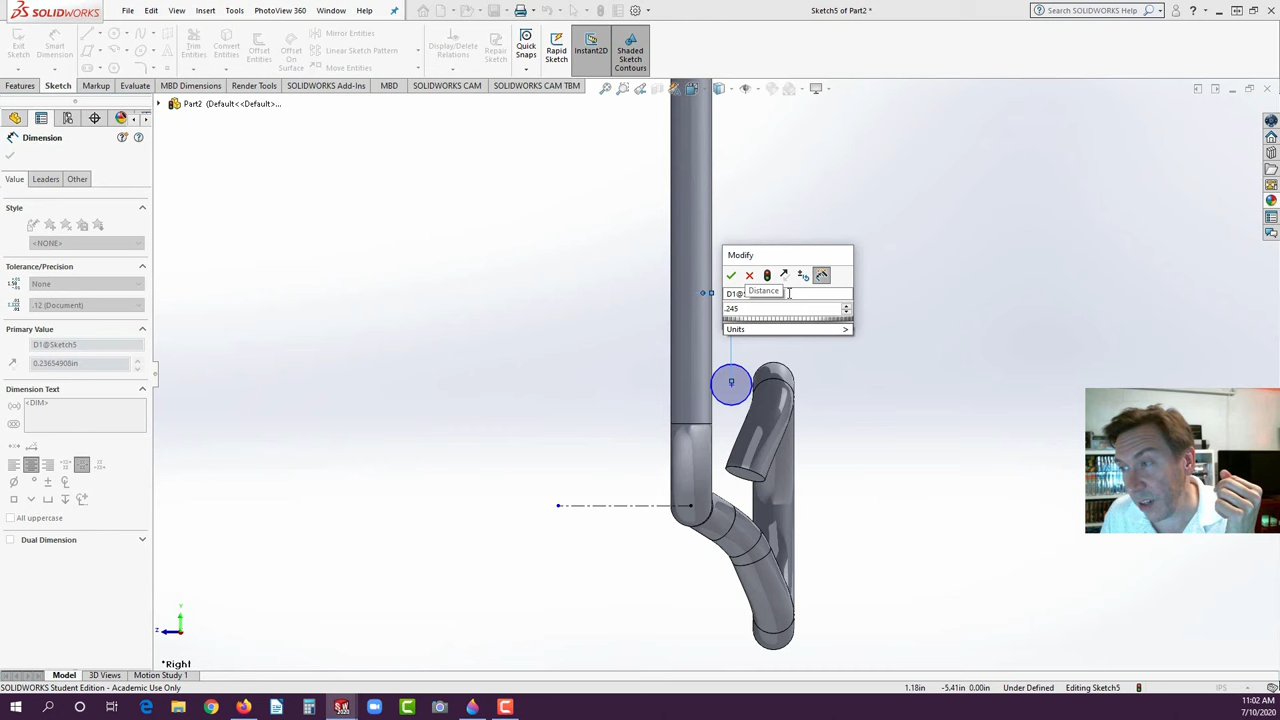 SOLIDWORKS File Edit View Insert Tools PhotoView 360 Window Help Sketch5 of Part2 * Search SOLIDWORKS Help
Exit Sketch Smart Dimension Trim Entities Convert Entities Offset Entities Offset On Surface Mirror Entities Linear Sketch Pattern Move Entities Display/Delete Relations Repair Sketch Quick Snaps Rapid Sketch Instant2D Shaded Sketch Contours
Features Sketch Markup Evaluate MBD Dimensions Render Tools SOLIDWORKS Add-Ins MBD SOLIDWORKS CAM SOLIDWORKS CAM TBM
Part2 (Default<<Default>...
Dimension
Value Leaders Other
Style
<NONE>
Tolerance/Precision
None
.12 (Document)
Primary Value
D1@Sketch5
0.23654908in
Dimension Text
<DIM>
All uppercase
Dual Dimension
Modify
Distance
D1@
.245
Units >
*Right
Model 3D Views Motion Study 1
SOLIDWORKS Student Edition - Academic Use Only 1.18in -5.41in 0.00in Under Defined Editing Sketch5 IPS
11:02 AM
7/10/2020